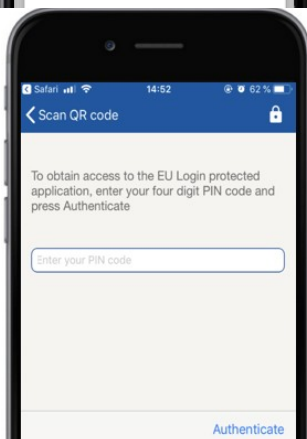 Safari 14:52 62 %
Scan QR code
To obtain access to the EU Login protected
application, enter your four digit PIN code and
press Authenticate
Enter your PIN code
Authenticate